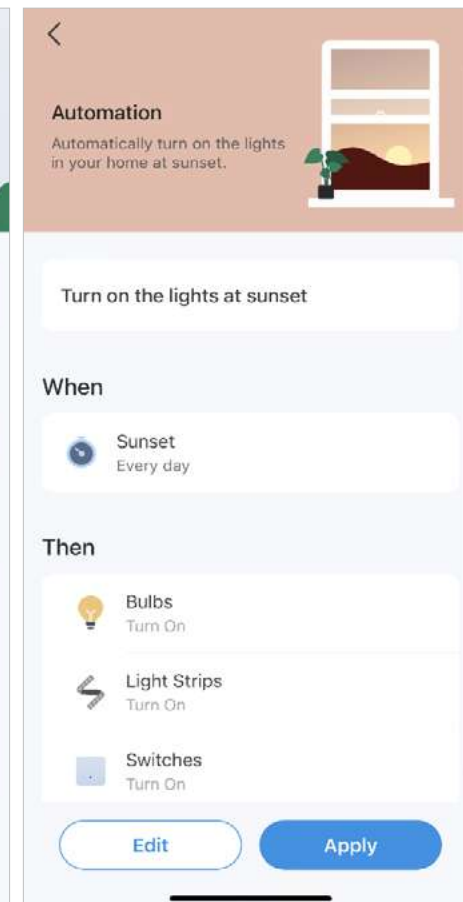 Automation
Automatically turn on the lights
in your home at sunset.
Turn on the lights at sunset
When
Sunset
Every day
Then
Bulbs
Turn On
Light Strips
Turn On
Switches
Turn On
Edit
Apply